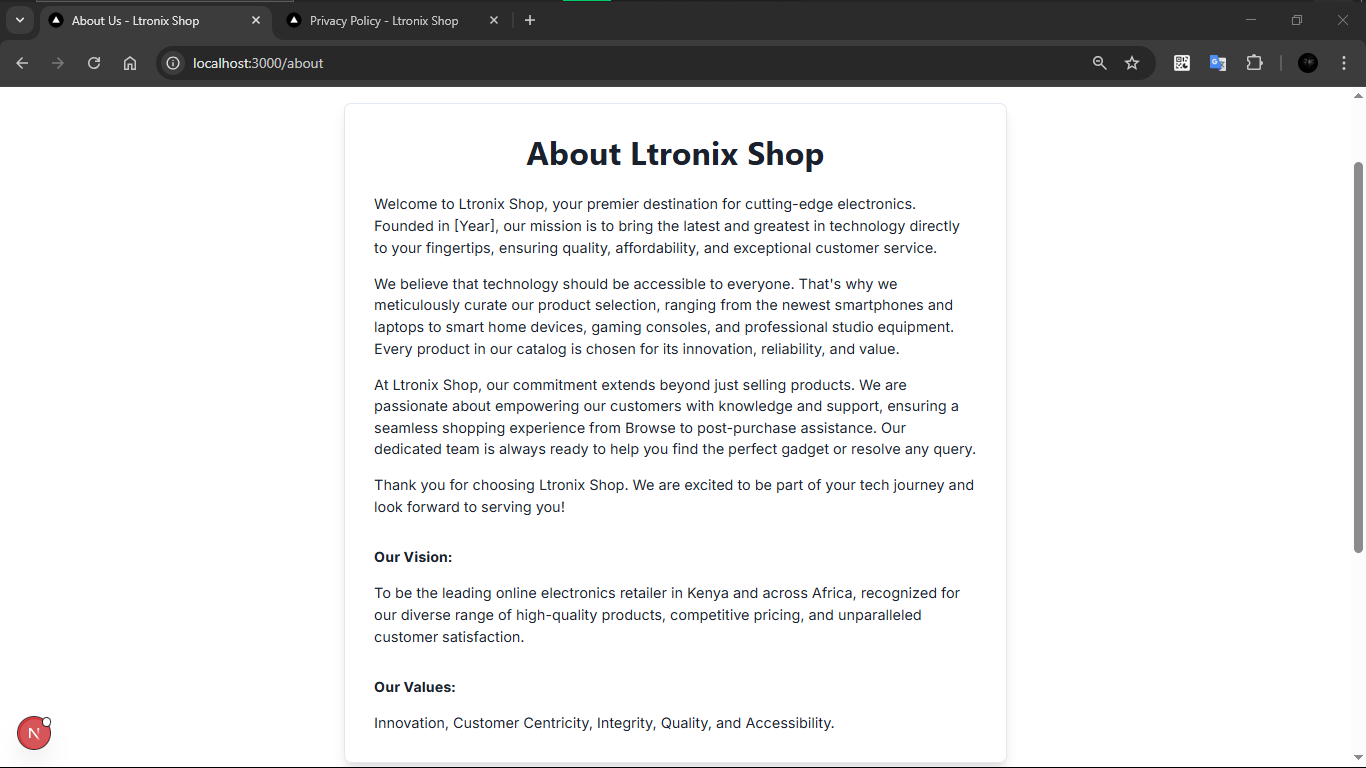 About Us - Ltronix Shop
Privacy Policy - Ltronix Shop
localhost:3000/about
About Ltronix Shop
Welcome to Ltronix Shop, your premier destination for cutting-edge electronics.
Founded in [Year], our mission is to bring the latest and greatest in technology directly
to your fingertips, ensuring quality, affordability, and exceptional customer service.
We believe that technology should be accessible to everyone. That's why we
meticulously curate our product selection, ranging from the newest smartphones and
laptops to smart home devices, gaming consoles, and professional studio equipment.
Every product in our catalog is chosen for its innovation, reliability, and value.
At Ltronix Shop, our commitment extends beyond just selling products. We are
passionate about empowering our customers with knowledge and support, ensuring a
seamless shopping experience from Browse to post-purchase assistance. Our
dedicated team is always ready to help you find the perfect gadget or resolve any query.
Thank you for choosing Ltronix Shop. We are excited to be part of your tech journey and
look forward to serving you!
Our Vision:
To be the leading online electronics retailer in Kenya and across Africa, recognized for
our diverse range of high-quality products, competitive pricing, and unparalleled
customer satisfaction.
Our Values:
Innovation, Customer Centricity, Integrity, Quality, and Accessibility.
N